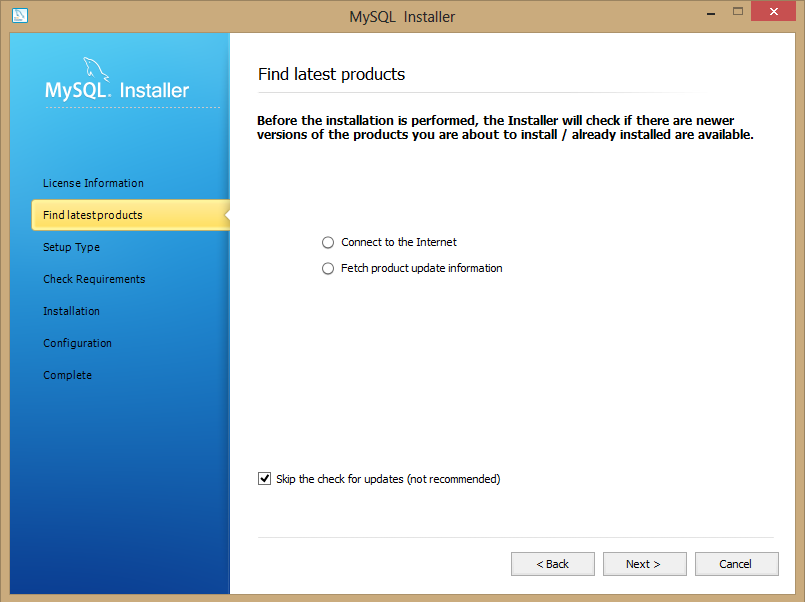 MySQL Installer
MySQL. Installer
License Information
Find latest products
Setup Type
Check Requirements
Installation
Configuration
Complete
Find latest products
Before the installation is performed, the Installer will check if there are newer
versions of the products you are about to install / already installed are available.
Connect to the Internet
Fetch product update information
Skip the check for updates (not recommended)
< Back
Next >
Cancel